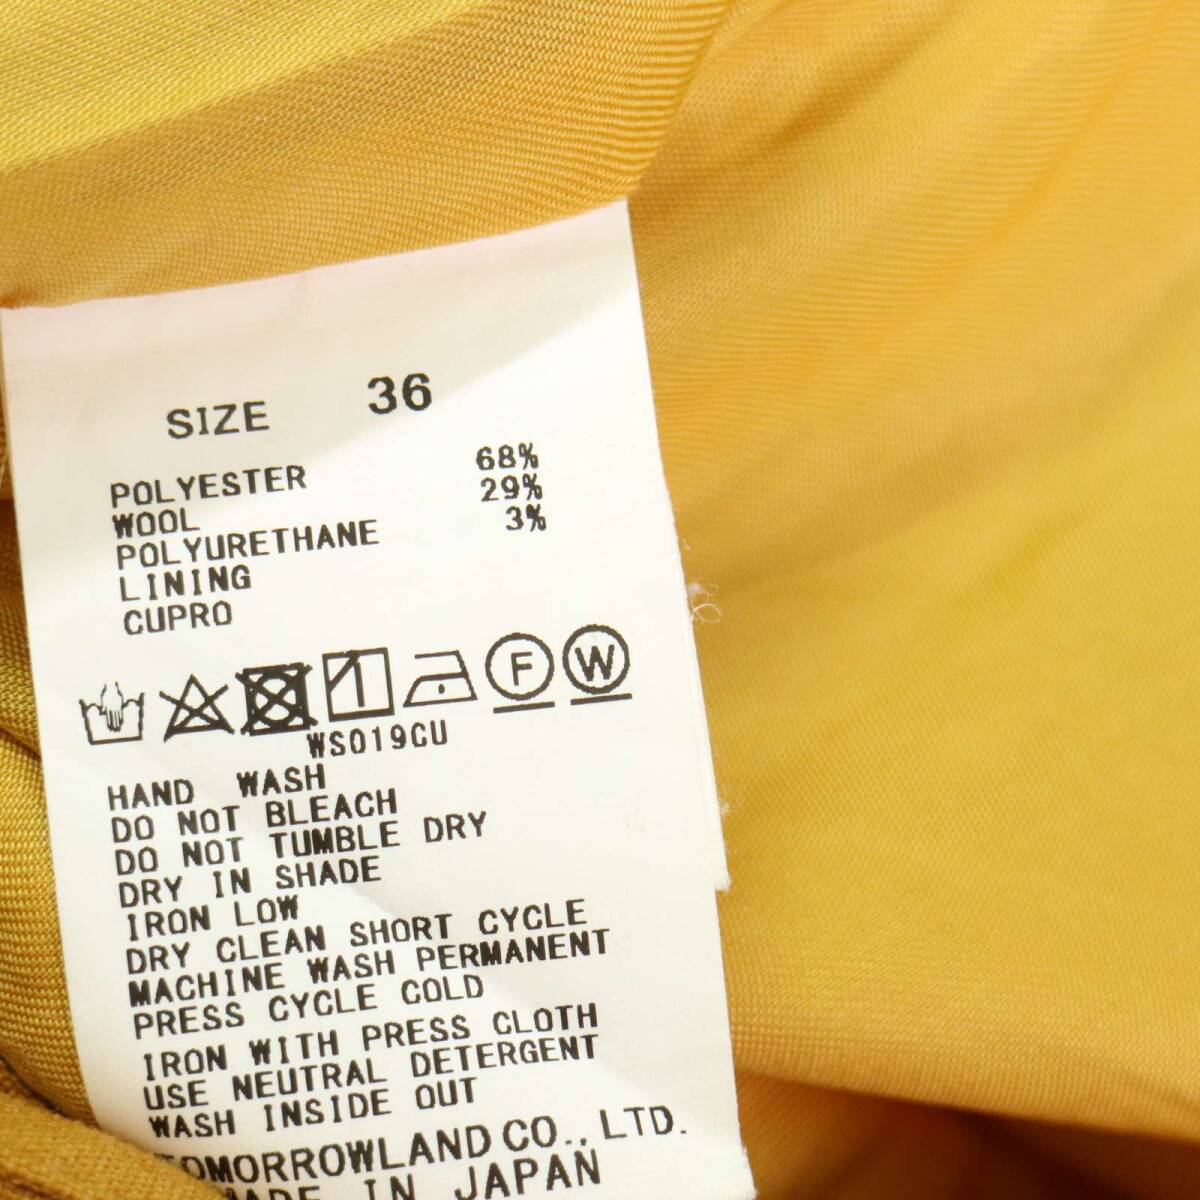 SIZE 36
POLYESTER 68%
WOOL 29%
POLYURETHANE 3%
LINING
CUPRO
F W
WS019CU
HAND WASH
DO NOT BLEACH
DO NOT TUMBLE DRY
DRY IN SHADE
IRON LOW
DRY CLEAN SHORT CYCLE
MACHINE WASH PERMANENT
PRESS CYCLE COLD
IRON WITH PRESS CLOTH
USE NEUTRAL DETERGENT
WASH INSIDE OUT
TOMORROWLAND CO., LTD.
MADE IN JAPAN